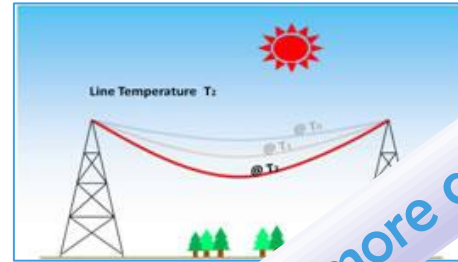 Line Temperature T₂
@ T₀
@ T₁
@ T₂
more